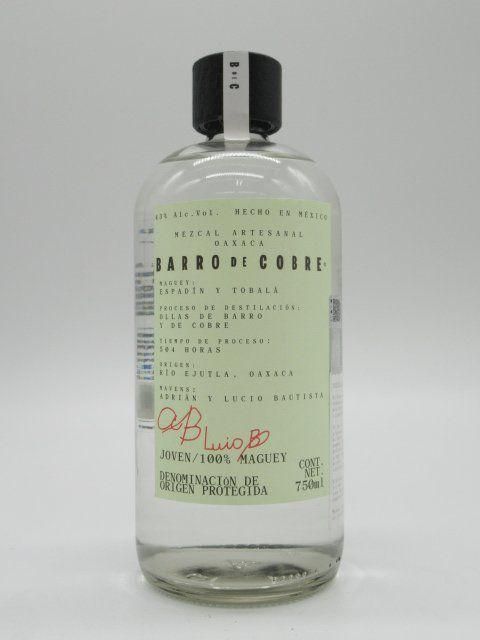 B DE C
43% Alc.Vol. HECHO EN MÉXICO
MEZCAL ARTESANAL
OAXACA
BARRO DE COBRE
MAGUEY:
ESPADÍN Y TOBALÁ
PROCESO DE DESTILACIÓN:
OLLAS DE BARRO
Y DE COBRE
TIEMPO DE PROCESO:
504 HORAS
ORIGEN:
RÍO EJUTLA, OAXACA
MAVENS:
ADRIÁN Y LUCIO BAUTISTA
Lucio B
JOVEN/100% MAGUEY
CONT.
NET.
750ml
DENOMINACIÓN DE
ORIGEN PROTEGIDA